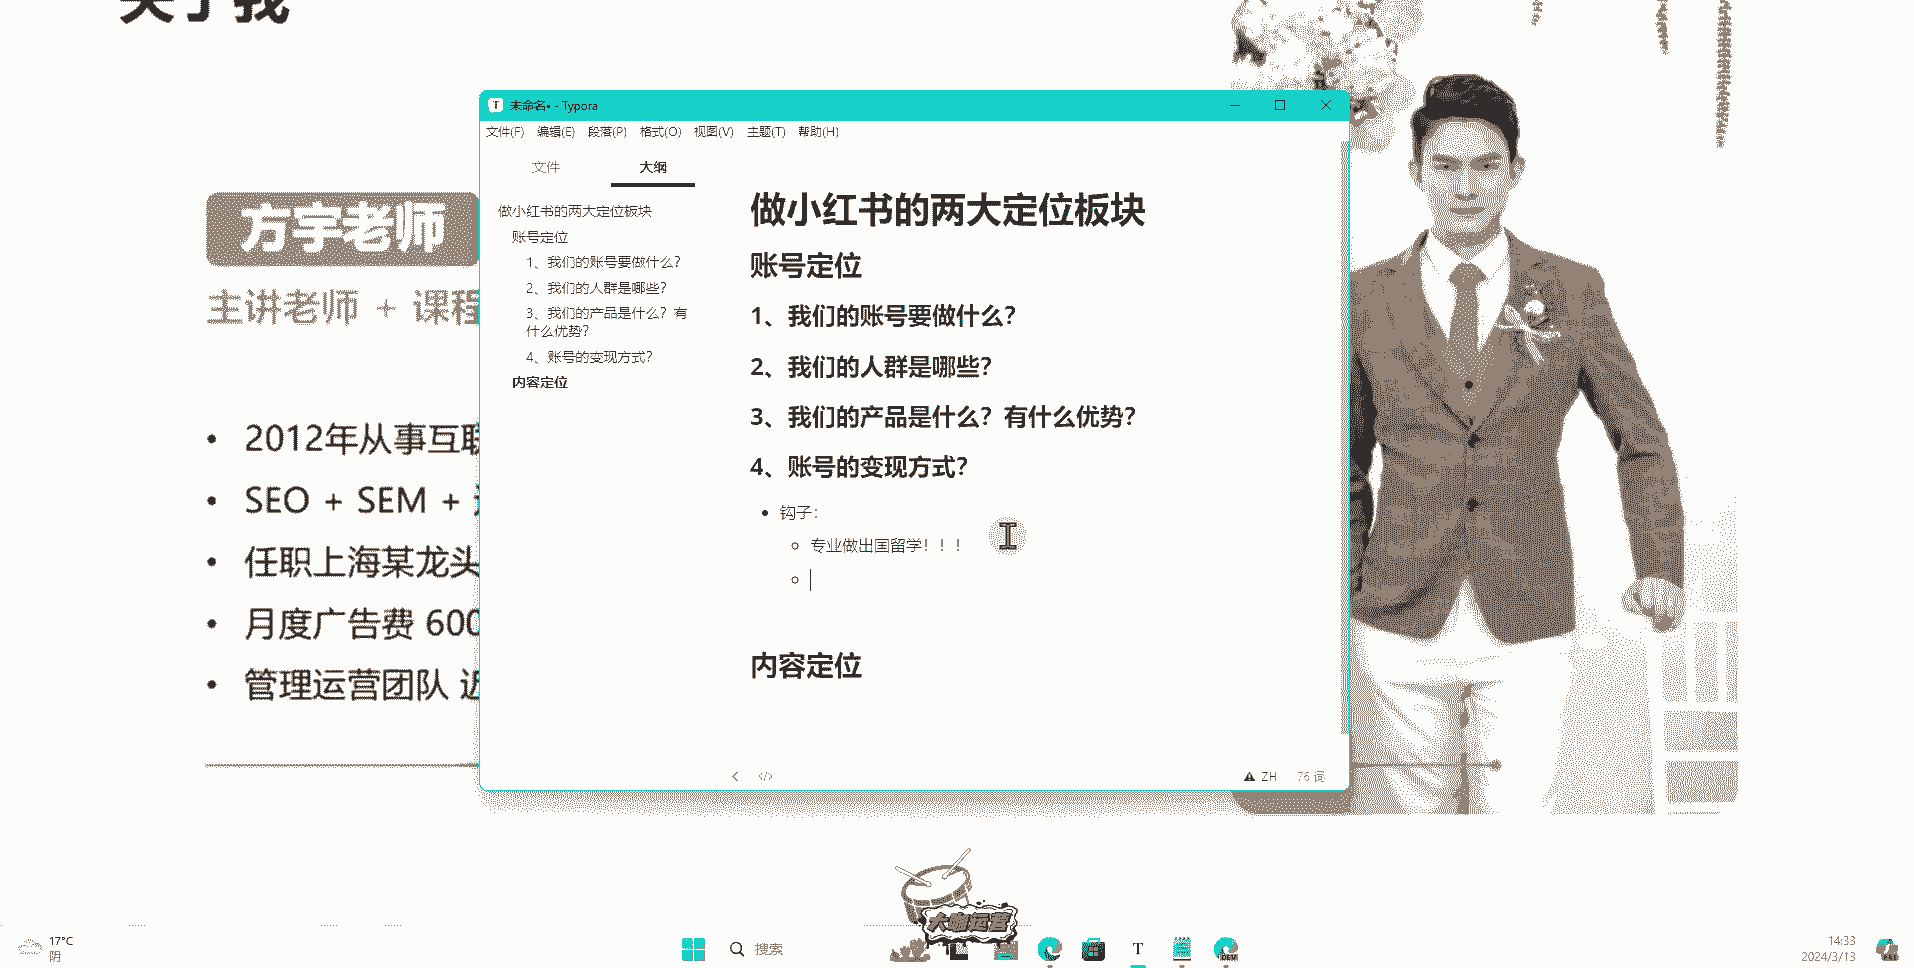 关于我
未命名• - Typora
文件(F) 编辑(E) 段落(P) 格式(O) 视图(V) 主题(T) 帮助(H)
文件 大纲
做小红书的两大定位板块
账号定位
1、我们的账号要做什么？
2、我们的人群是哪些？
3、我们的产品是什么？有
什么优势？
4、账号的变现方式？
内容定位
做小红书的两大定位板块
账号定位
1、我们的账号要做什么？
2、我们的人群是哪些？
3、我们的产品是什么？有什么优势？
4、账号的变现方式？
钩子：
专业做出国留学！！！
内容定位
ZH 76 词
方宇老师
主讲老师 + 课程
2012年从事互联
SEO + SEM +
任职上海某龙头
月度广告费 600
管理运营团队 近
大咖运营
17°C
阴
搜索
14:33
2024/3/13